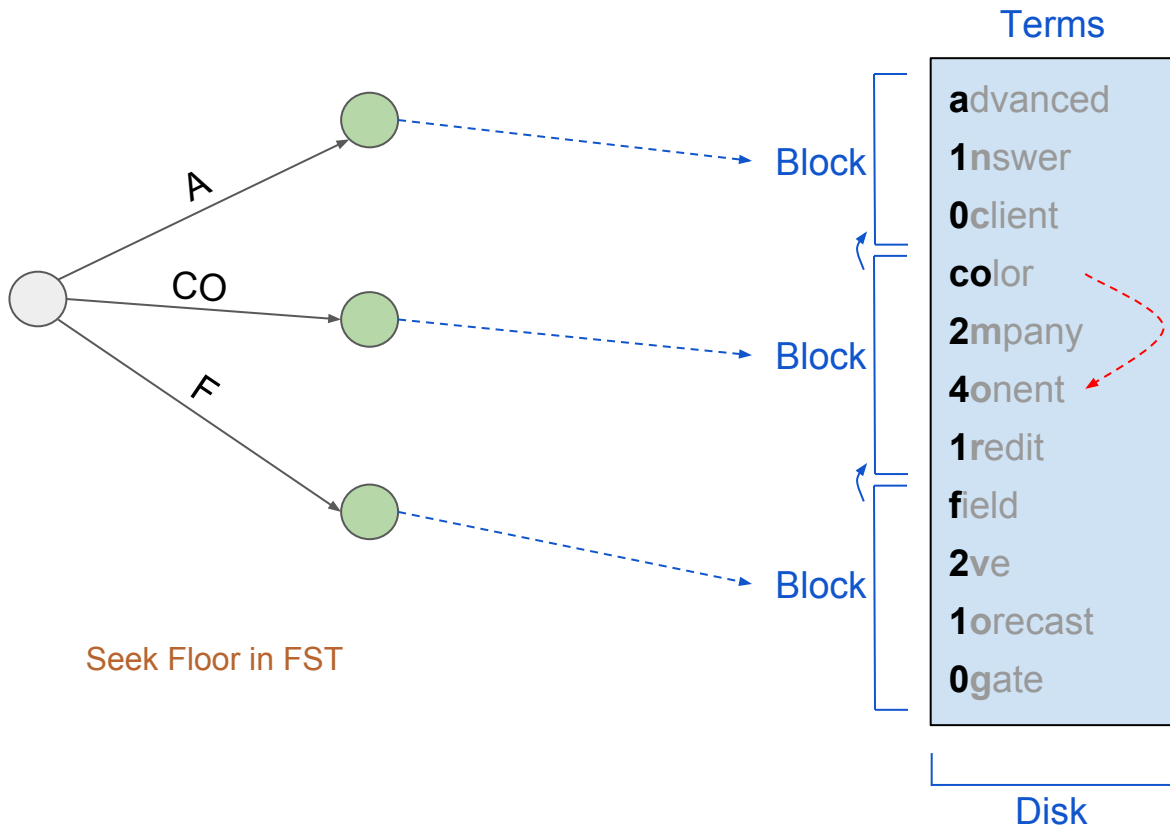 Terms
advanced
1nswer
0client
color
2mpany
4onent
1redit
field
2ve
1orecast
0gate
A
CO
F
Block
Block
Block
Seek Floor in FST
Disk